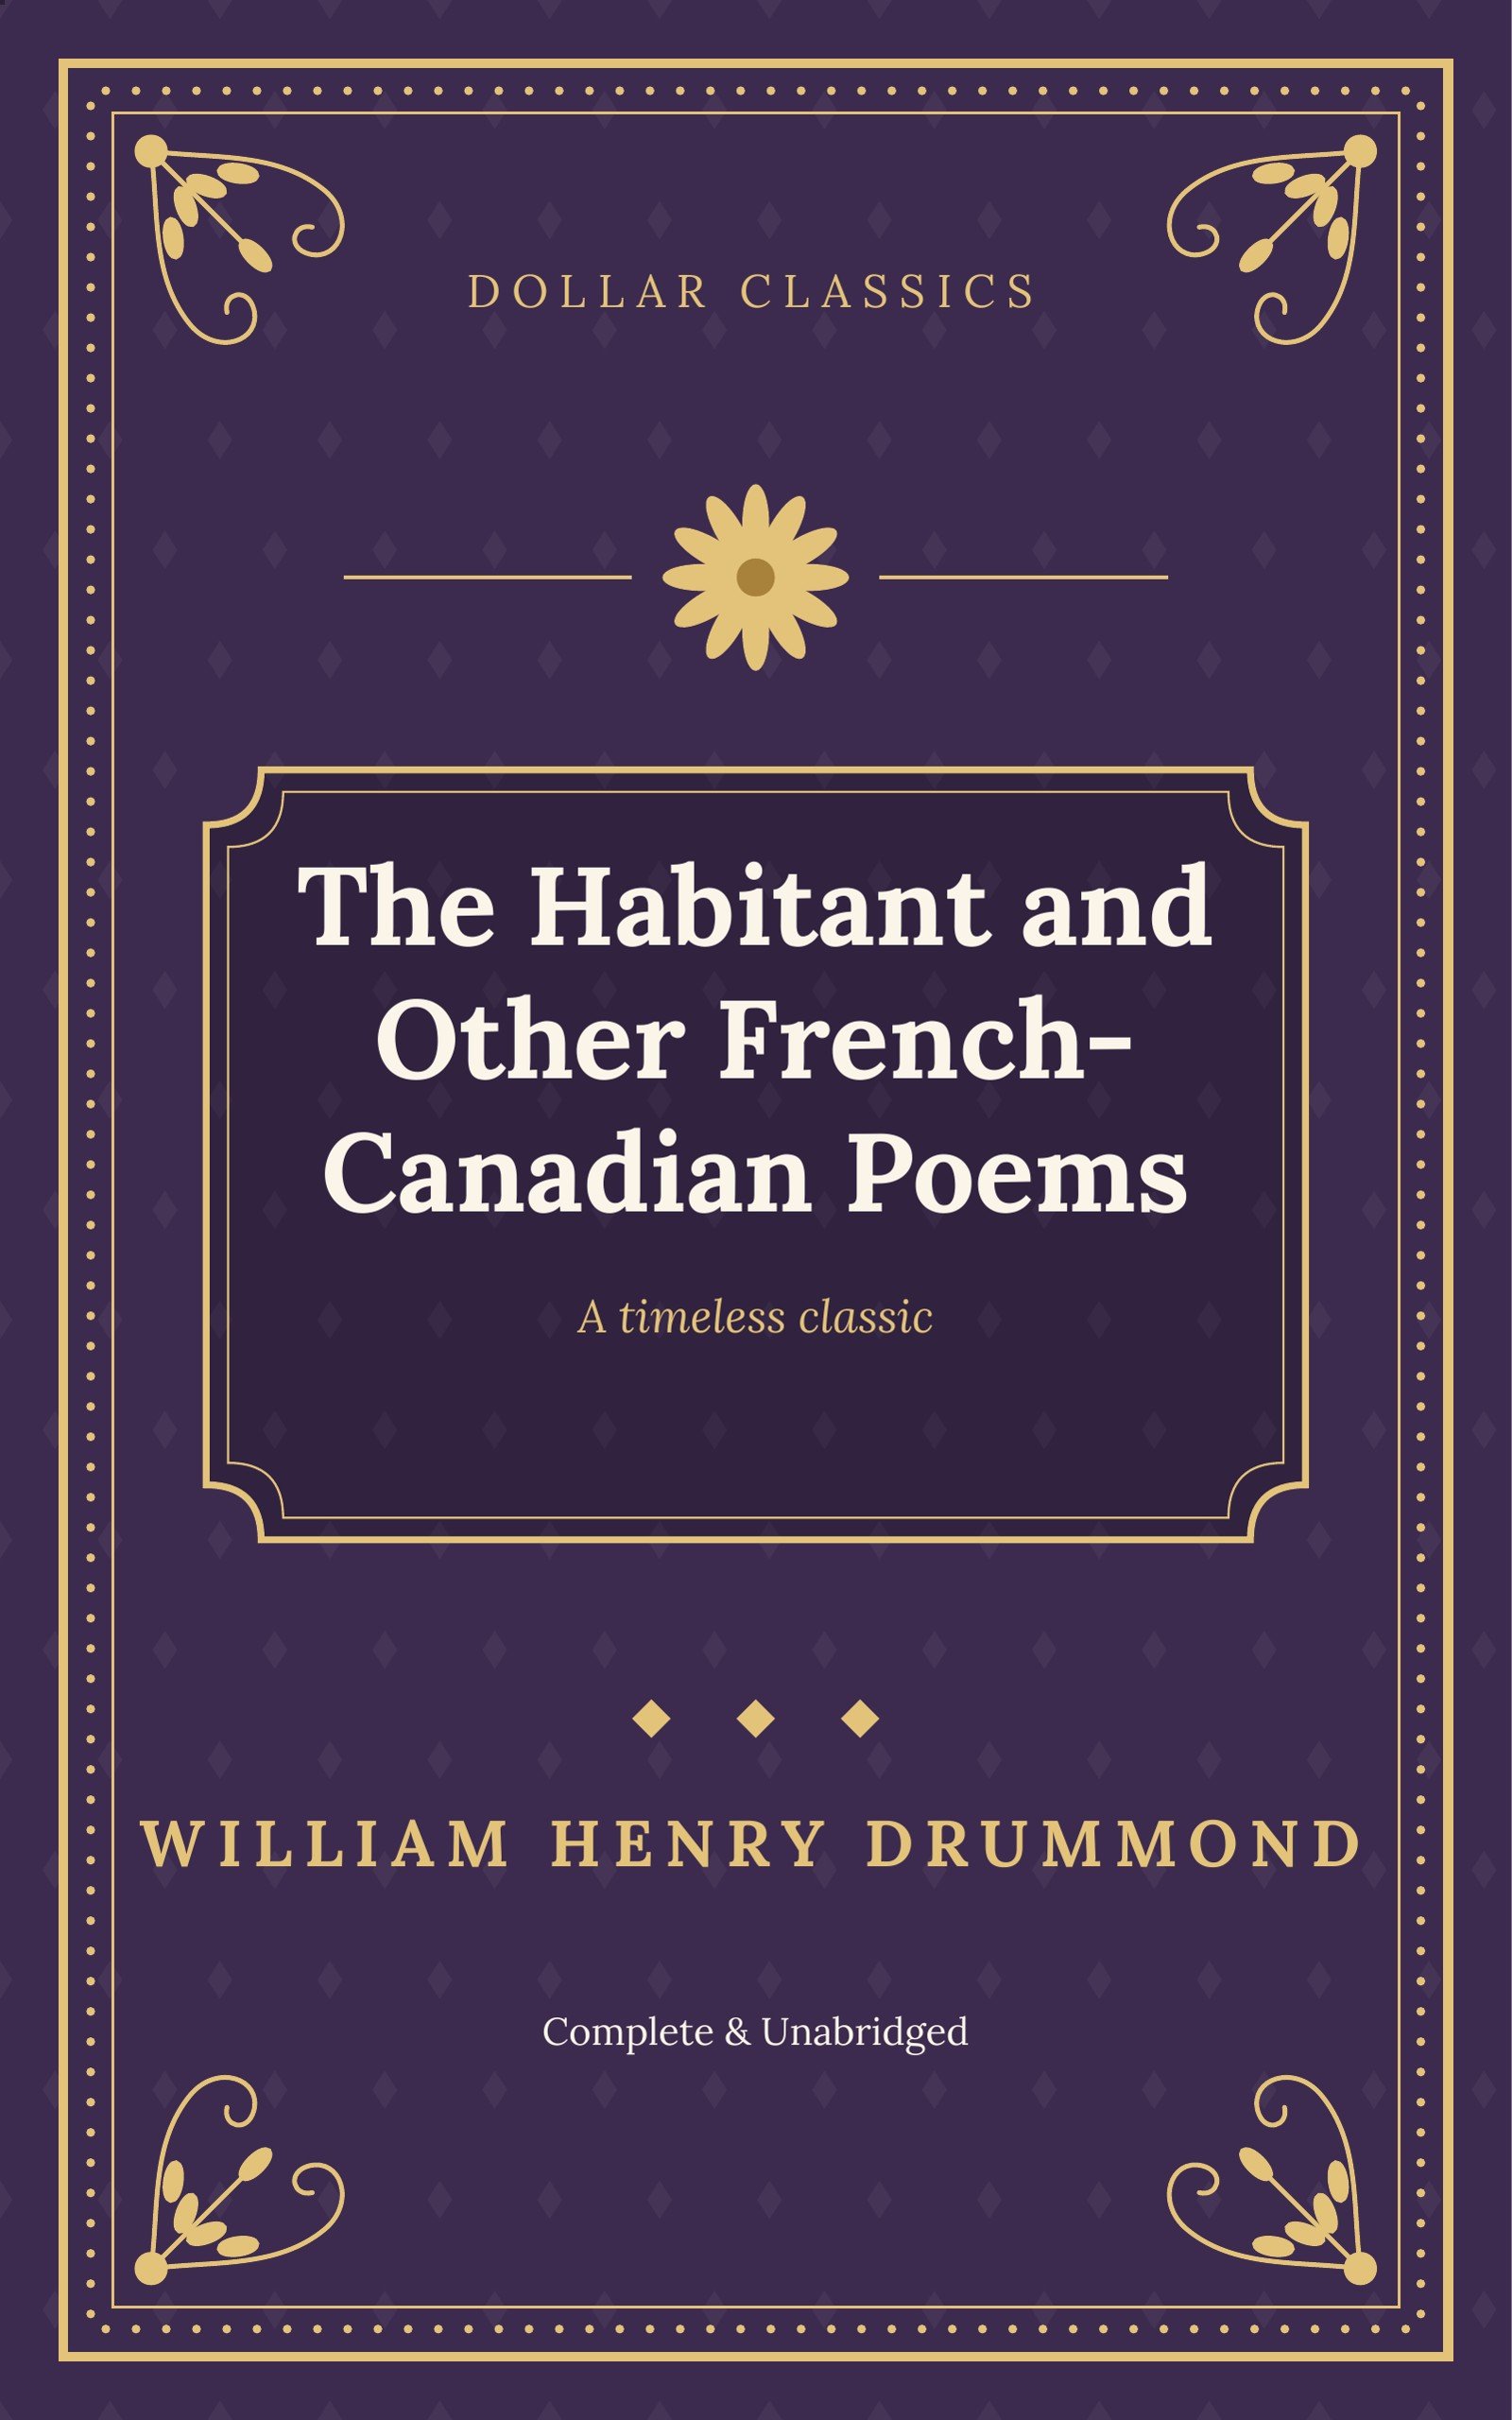 DOLLAR CLASSICS
The Habitant and
Other French-
Canadian Poems
A timeless classic
WILLIAM HENRY DRUMMOND
Complete & Unabridged